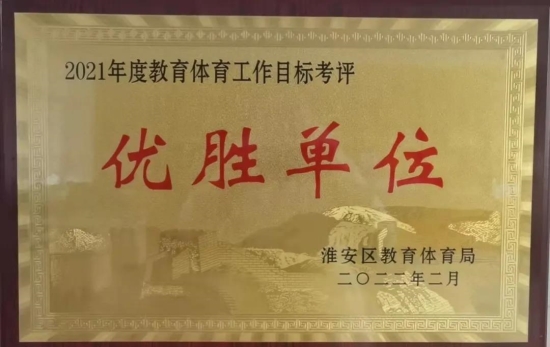 2021年度教育体育工作目标考评
优胜单位
淮安区教育体育局
二〇二二年二月